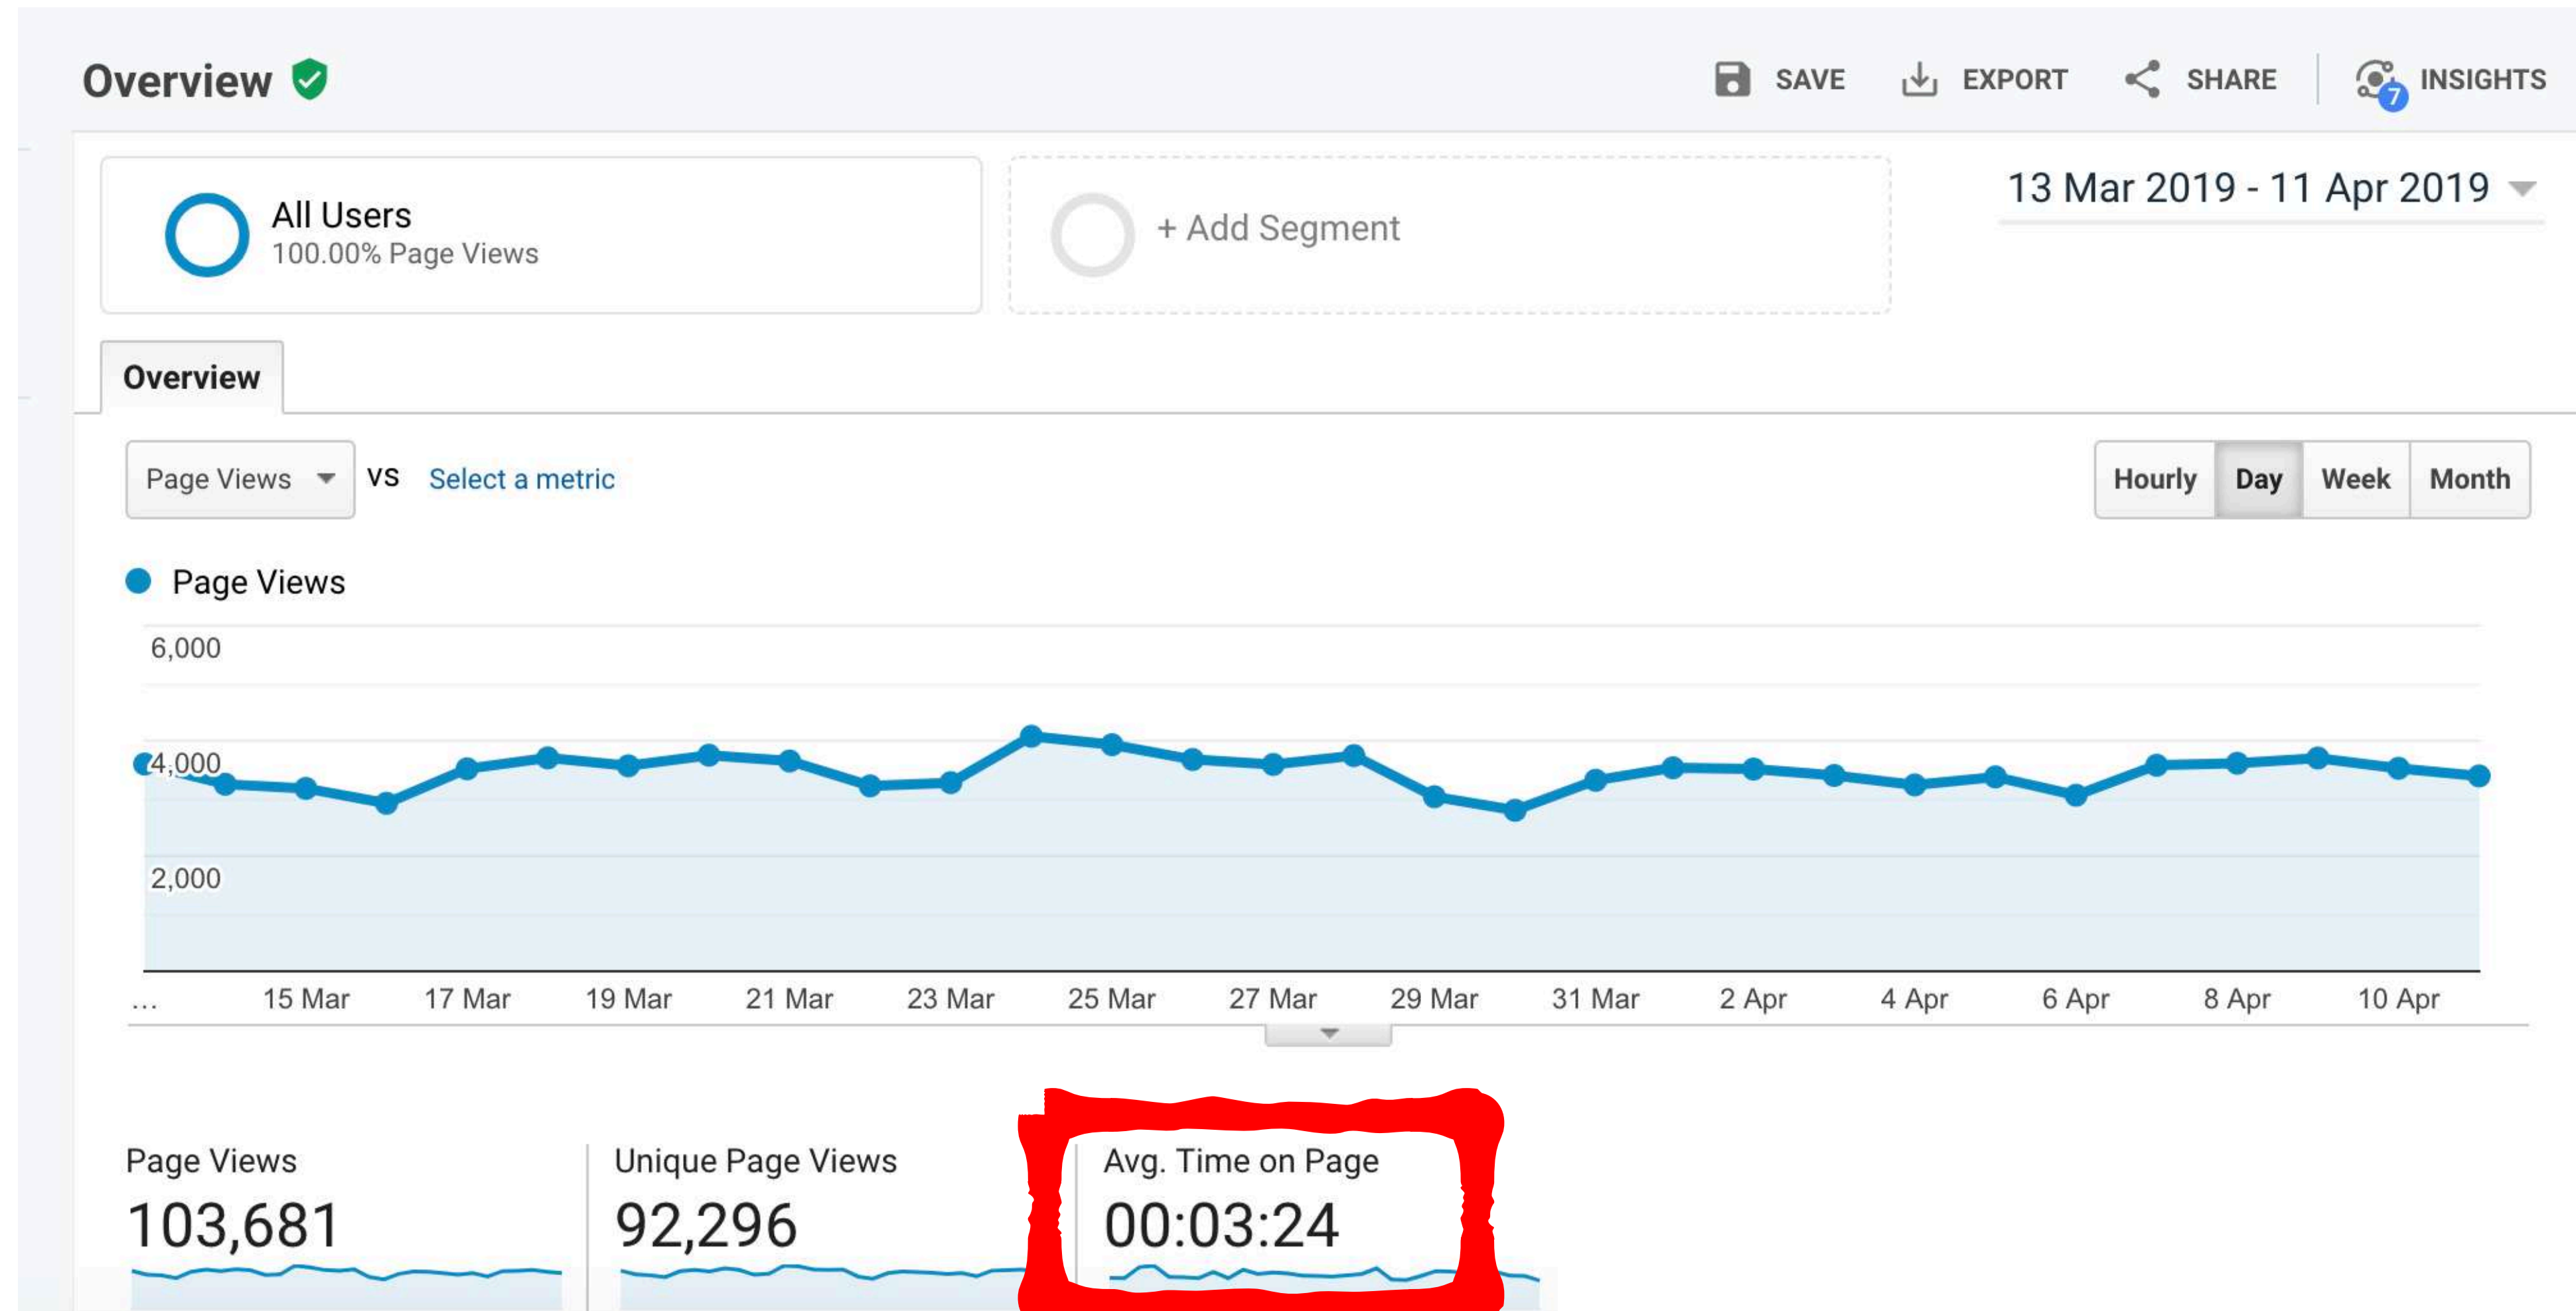 Overview
SAVE
EXPORT
SHARE
7
INSIGHTS
All Users
100.00% Page Views
+ Add Segment
13 Mar 2019 - 11 Apr 2019
Overview
Page Views
VS
Select a metric
Hourly
Day
Week
Month
Page Views
6,000
4,000
2,000
...
15 Mar
17 Mar
19 Mar
21 Mar
23 Mar
25 Mar
27 Mar
29 Mar
31 Mar
2 Apr
4 Apr
6 Apr
8 Apr
10 Apr
Page Views
103,681
Unique Page Views
92,296
Avg. Time on Page
00:03:24